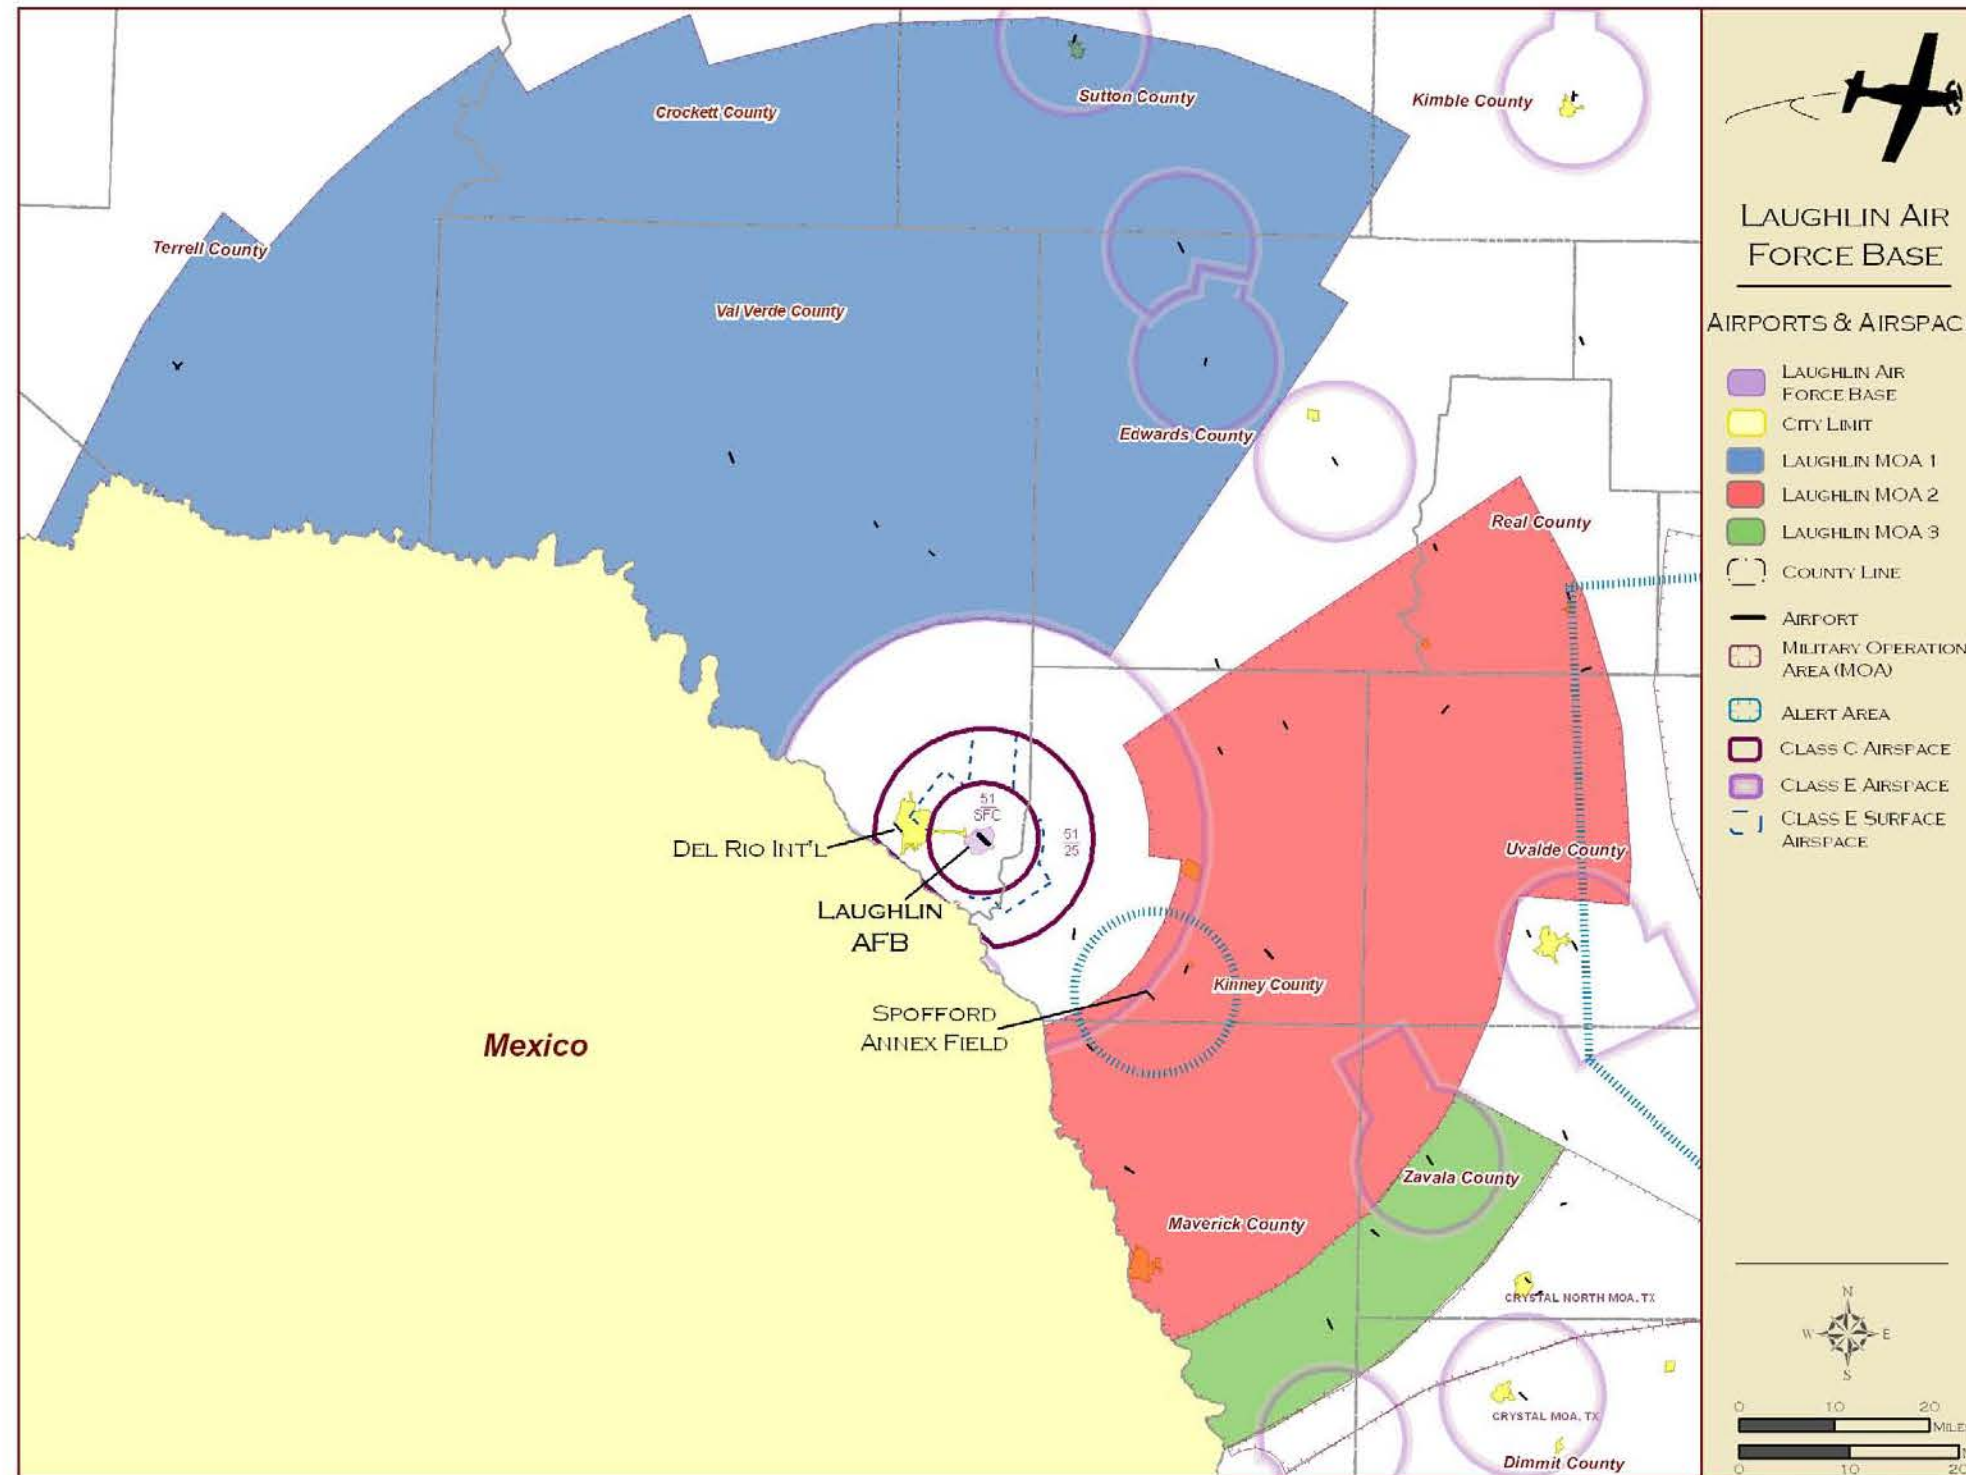 Crockett County
Sutton County
Kimble County
Terrell County
Val Verde County
Edwards County
Real County
51
SFC
51
25
DEL RIO INT'L
LAUGHLIN
AFB
Uvalde County
SPOFFORD
ANNEX FIELD
Kinney County
Mexico
Zavala County
Maverick County
CRYSTAL NORTH MOA, TX
CRYSTAL MOA, TX
Dimmit County
LAUGHLIN AIR
FORCE BASE
AIRPORTS & AIRSPAC
LAUGHLIN AIR
FORCE BASE
CITY LIMIT
LAUGHLIN MOA 1
LAUGHLIN MOA 2
LAUGHLIN MOA 3
COUNTY LINE
AIRPORT
MILITARY OPERATION
AREA (MOA)
ALERT AREA
CLASS C AIRSPACE
CLASS E AIRSPACE
CLASS E SURFACE
AIRSPACE
N
W E
S
0 10 20
MILE
0 10 20